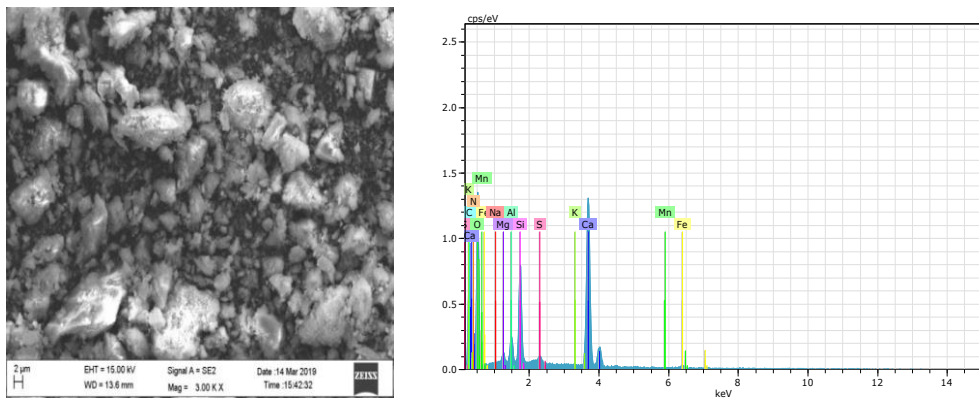 2 µm
EHT = 15.00 kV
Signal A = SE2
Date :14 Mar 2019
WD = 13.6 mm
Mag = 3.00 K X
Time :15:42:32
ZEISS
cps/eV
2.5
2.0
1.5
1.0
0.5
0.0
Mn
K
N
C
Fe
Na
Al
K
Mn
S
O
Ca
Mg
Si
S
Ca
Fe
2
4
6
8
10
12
14
keV